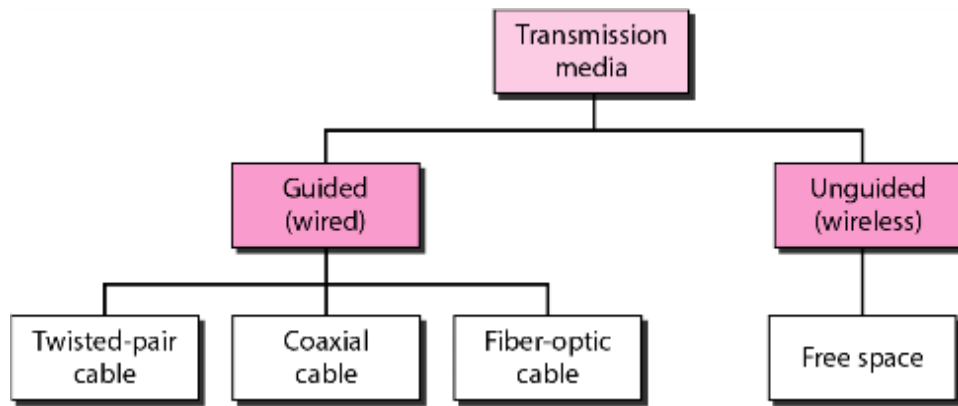 Transmission
media
Guided
(wired)
Unguided
(wireless)
Twisted-pair
cable
Coaxial
cable
Fiber-optic
cable
Free space